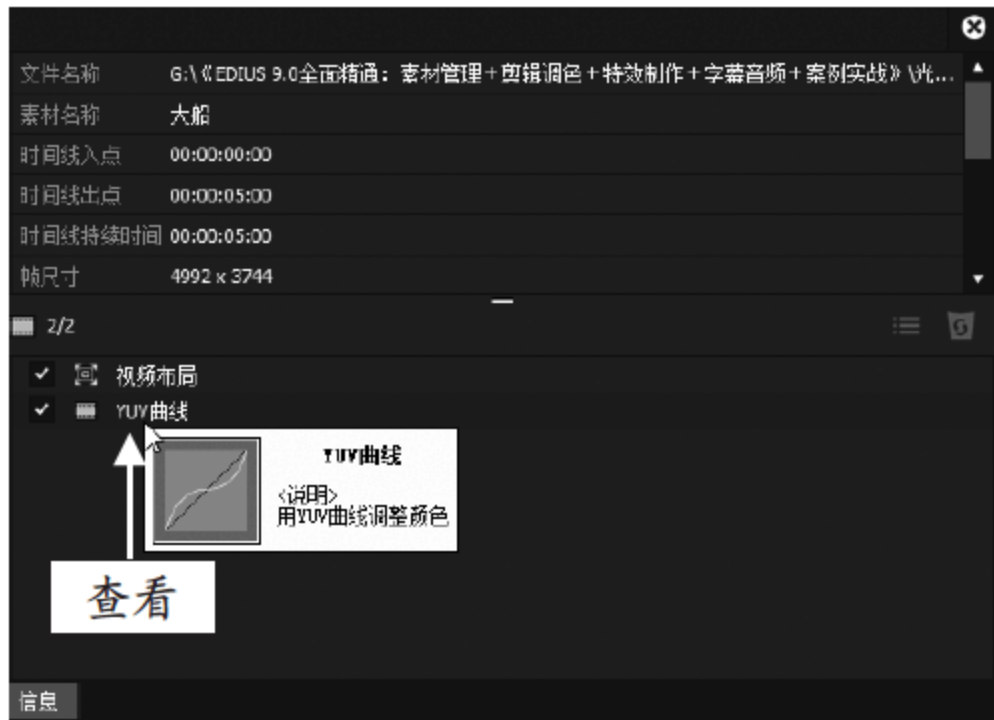 文件名称 G:\《EDIUS 9.0全面精通：素材管理+剪辑调色+特效制作+字幕音频+案例实战》\光...
素材名称 大船
时间线入点 00:00:00:00
时间线出点 00:00:05:00
时间线持续时间 00:00:05:00
帧尺寸 4992 x 3744
2/2
视频布局
YUV曲线
YUV曲线
<说明>
用YUV曲线调整颜色
查看
信息